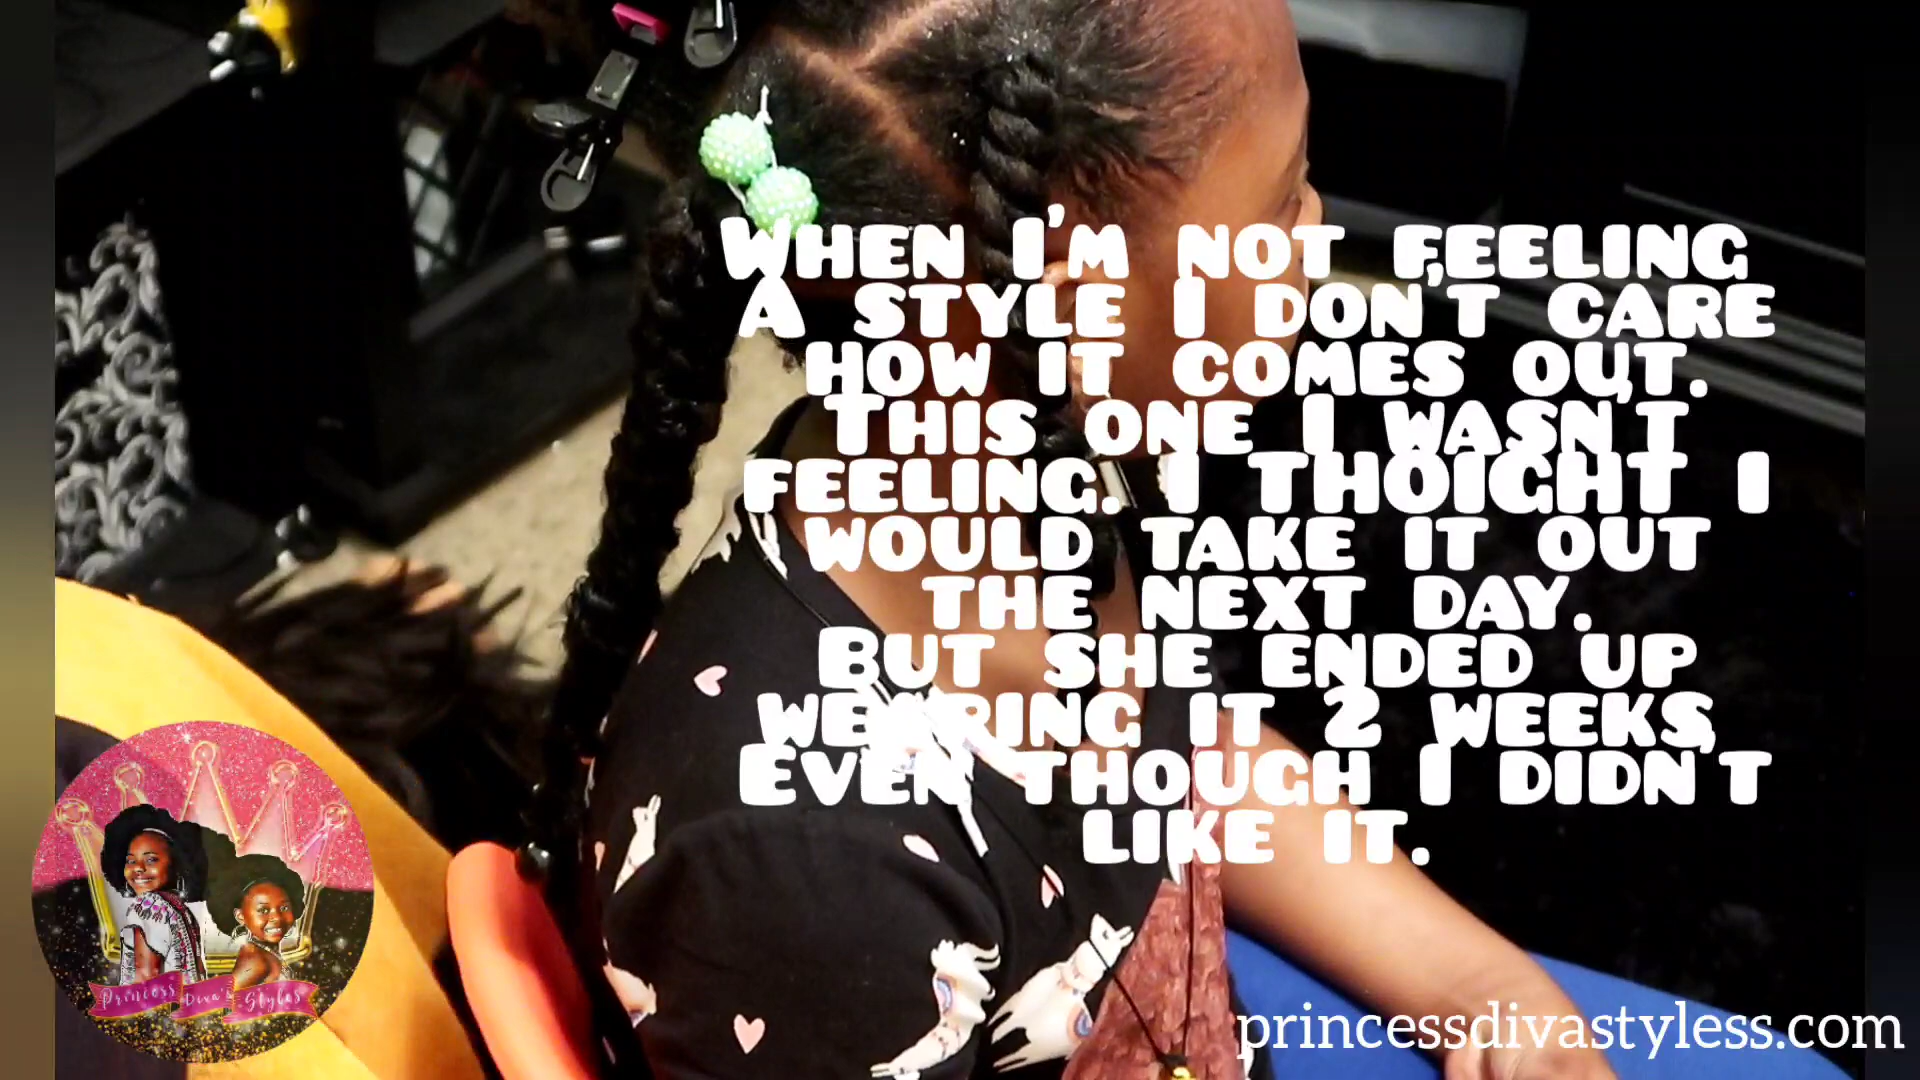 When I'm not feeling
a style I don't care
how it comes out.
This one I wasn't
feeling. I thoight I
would take it out
the next day.
But she ended up
wearing it 2 weeks,
Even though I didn't
like it.
Princess Diva's Styles
princessdivastyless.com